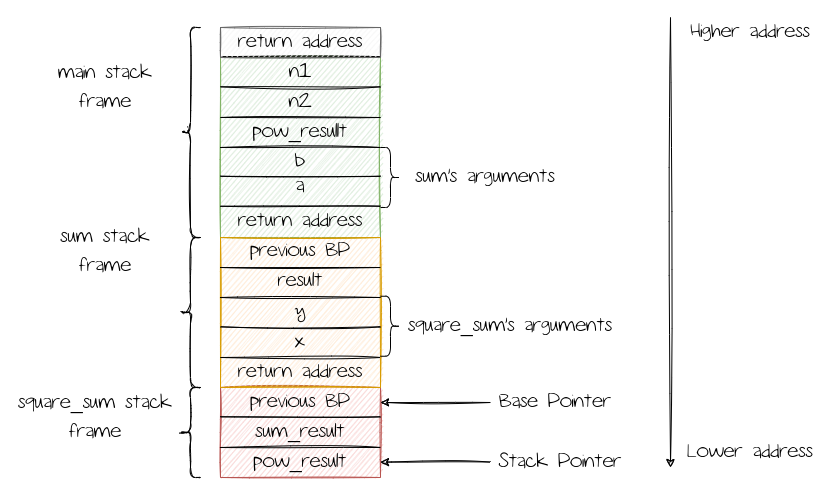 return address
Higher address
main stack
frame
n1
n2
pow_result
b
a
sum's arguments
return address
sum stack
frame
previous BP
result
y
x
square_sum's arguments
return address
square_sum stack
frame
previous BP
Base Pointer
sum_result
pow_result
Stack Pointer
Lower address